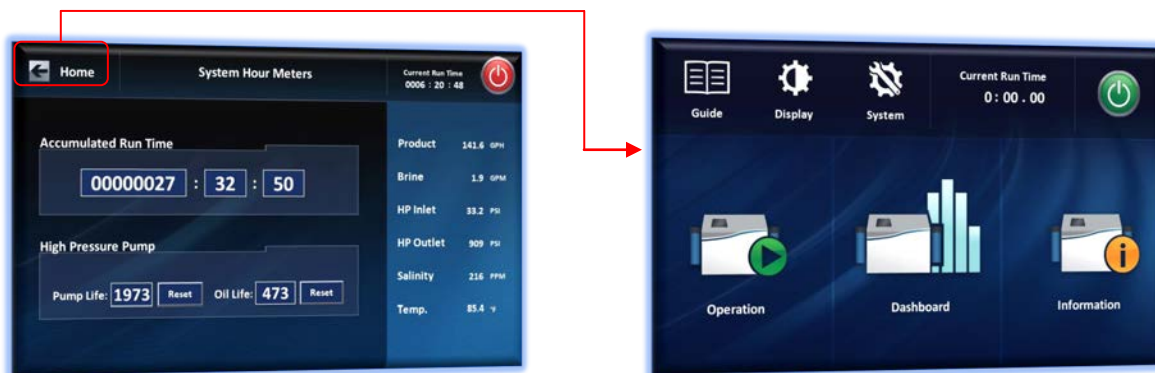 Home
System Hour Meters
Current Run Time
0006 : 20 : 48
Accumulated Run Time
00000027 : 32 : 50
High Pressure Pump
Pump Life: 1973 Reset Oil Life: 473 Reset
Product 141.6 GPH
Brine 1.9 GPM
HP Inlet 33.2 PSI
HP Outlet 909 PSI
Salinity 216 PPM
Temp. 85.4 °F
Guide
Display
System
Current Run Time
0 : 00 . 00
Operation
Dashboard
Information